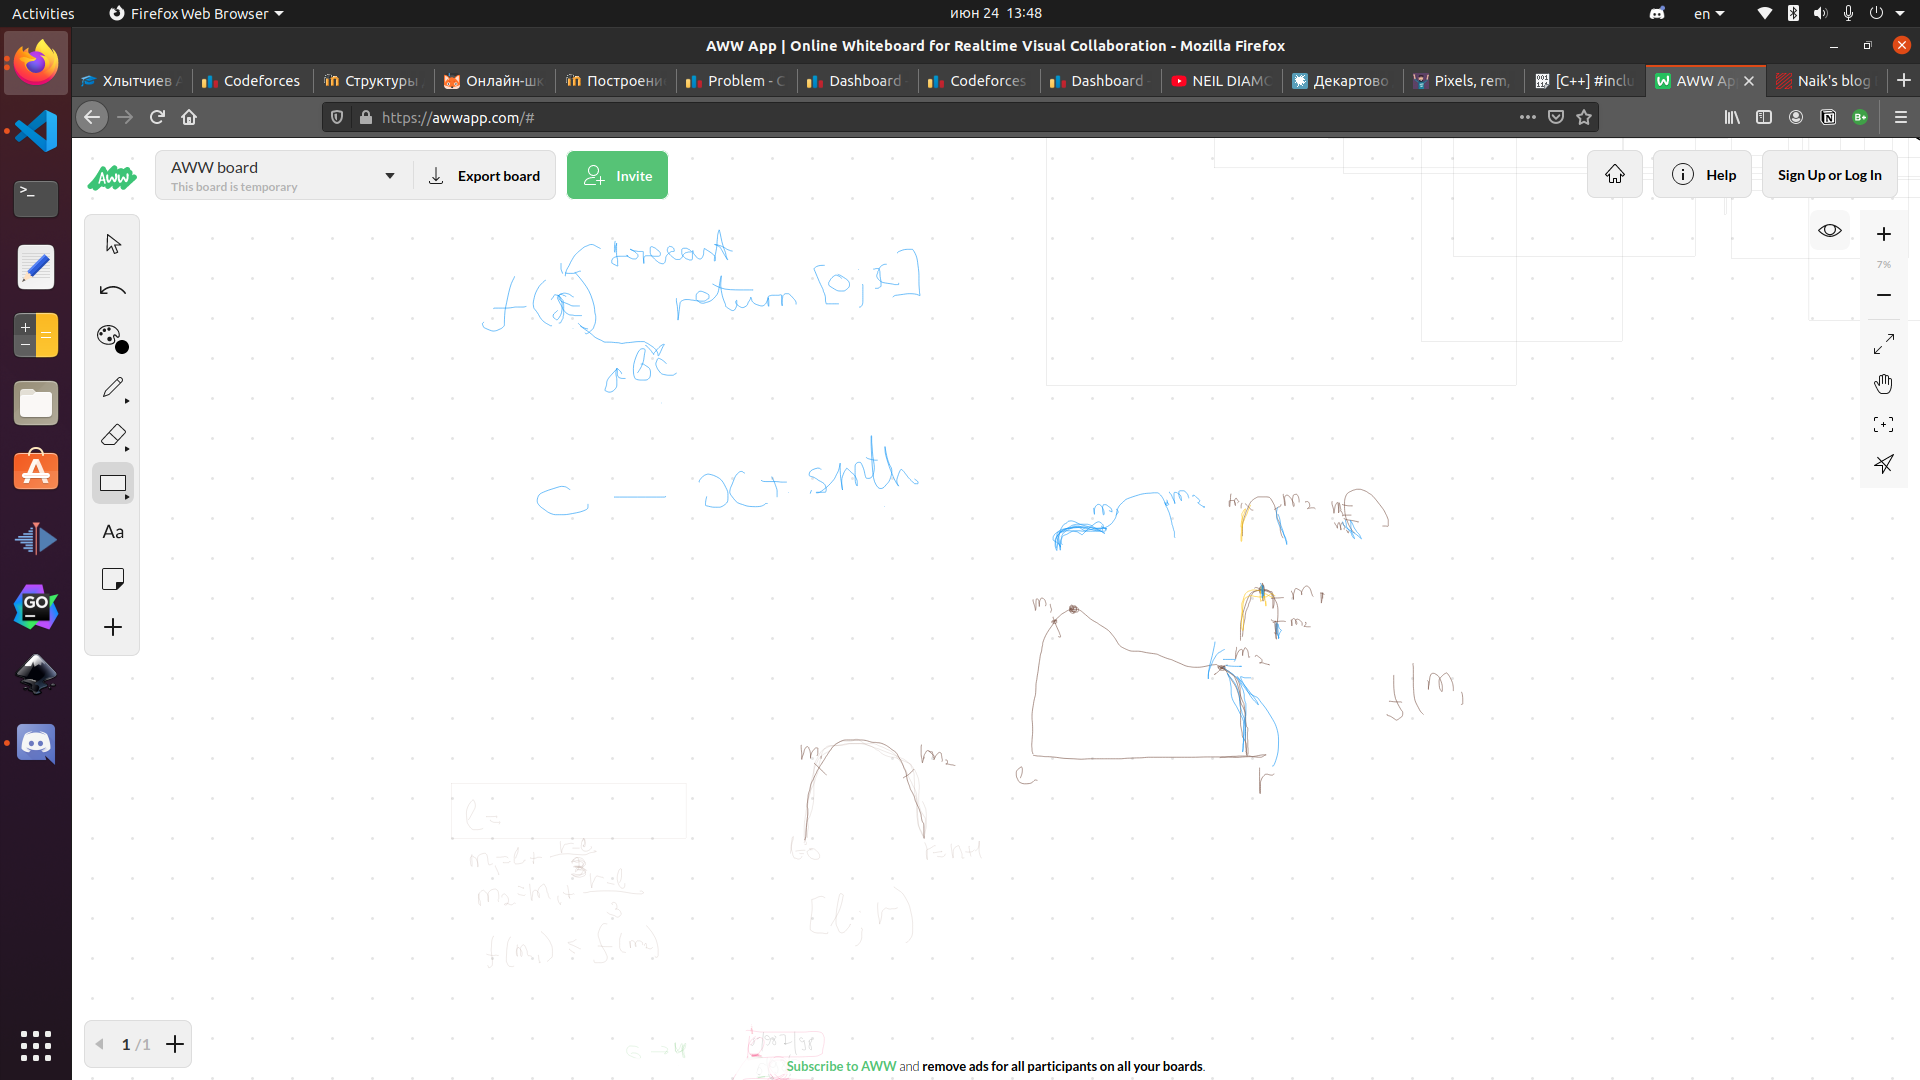 Activities
Firefox Web Browser
июн 24 13:48
en
AWW App | Online Whiteboard for Realtime Visual Collaboration - Mozilla Firefox
Хлытчиев
Codeforces
Структуры
Онлайн-шк
Построени
Problem - C
Dashboard
Codeforces
Dashboard
NEIL DIAM
Декартово
Pixels, rem,
[C++] #inclu
AWW Ap
Naik's blog
https://awwapp.com/#
AWW
AWW board
This board is temporary
Export board
Invite
Help
Sign Up or Log In
7%
Aa
GO
f(x) forecast
return [0; x]
a b c
c — x + smth
m1 m2
m1 m2
m1
m2
m1
m2
m1
m2
l r
f(m1
m1 m2
l=0 r=n+1
[l; r)
l=
m1=l+ r-l/3
m2=m1+ r-l/3
f(m1) ≤ f(m2)
1 / 1
Subscribe to AWW and remove ads for all participants on all your boards.